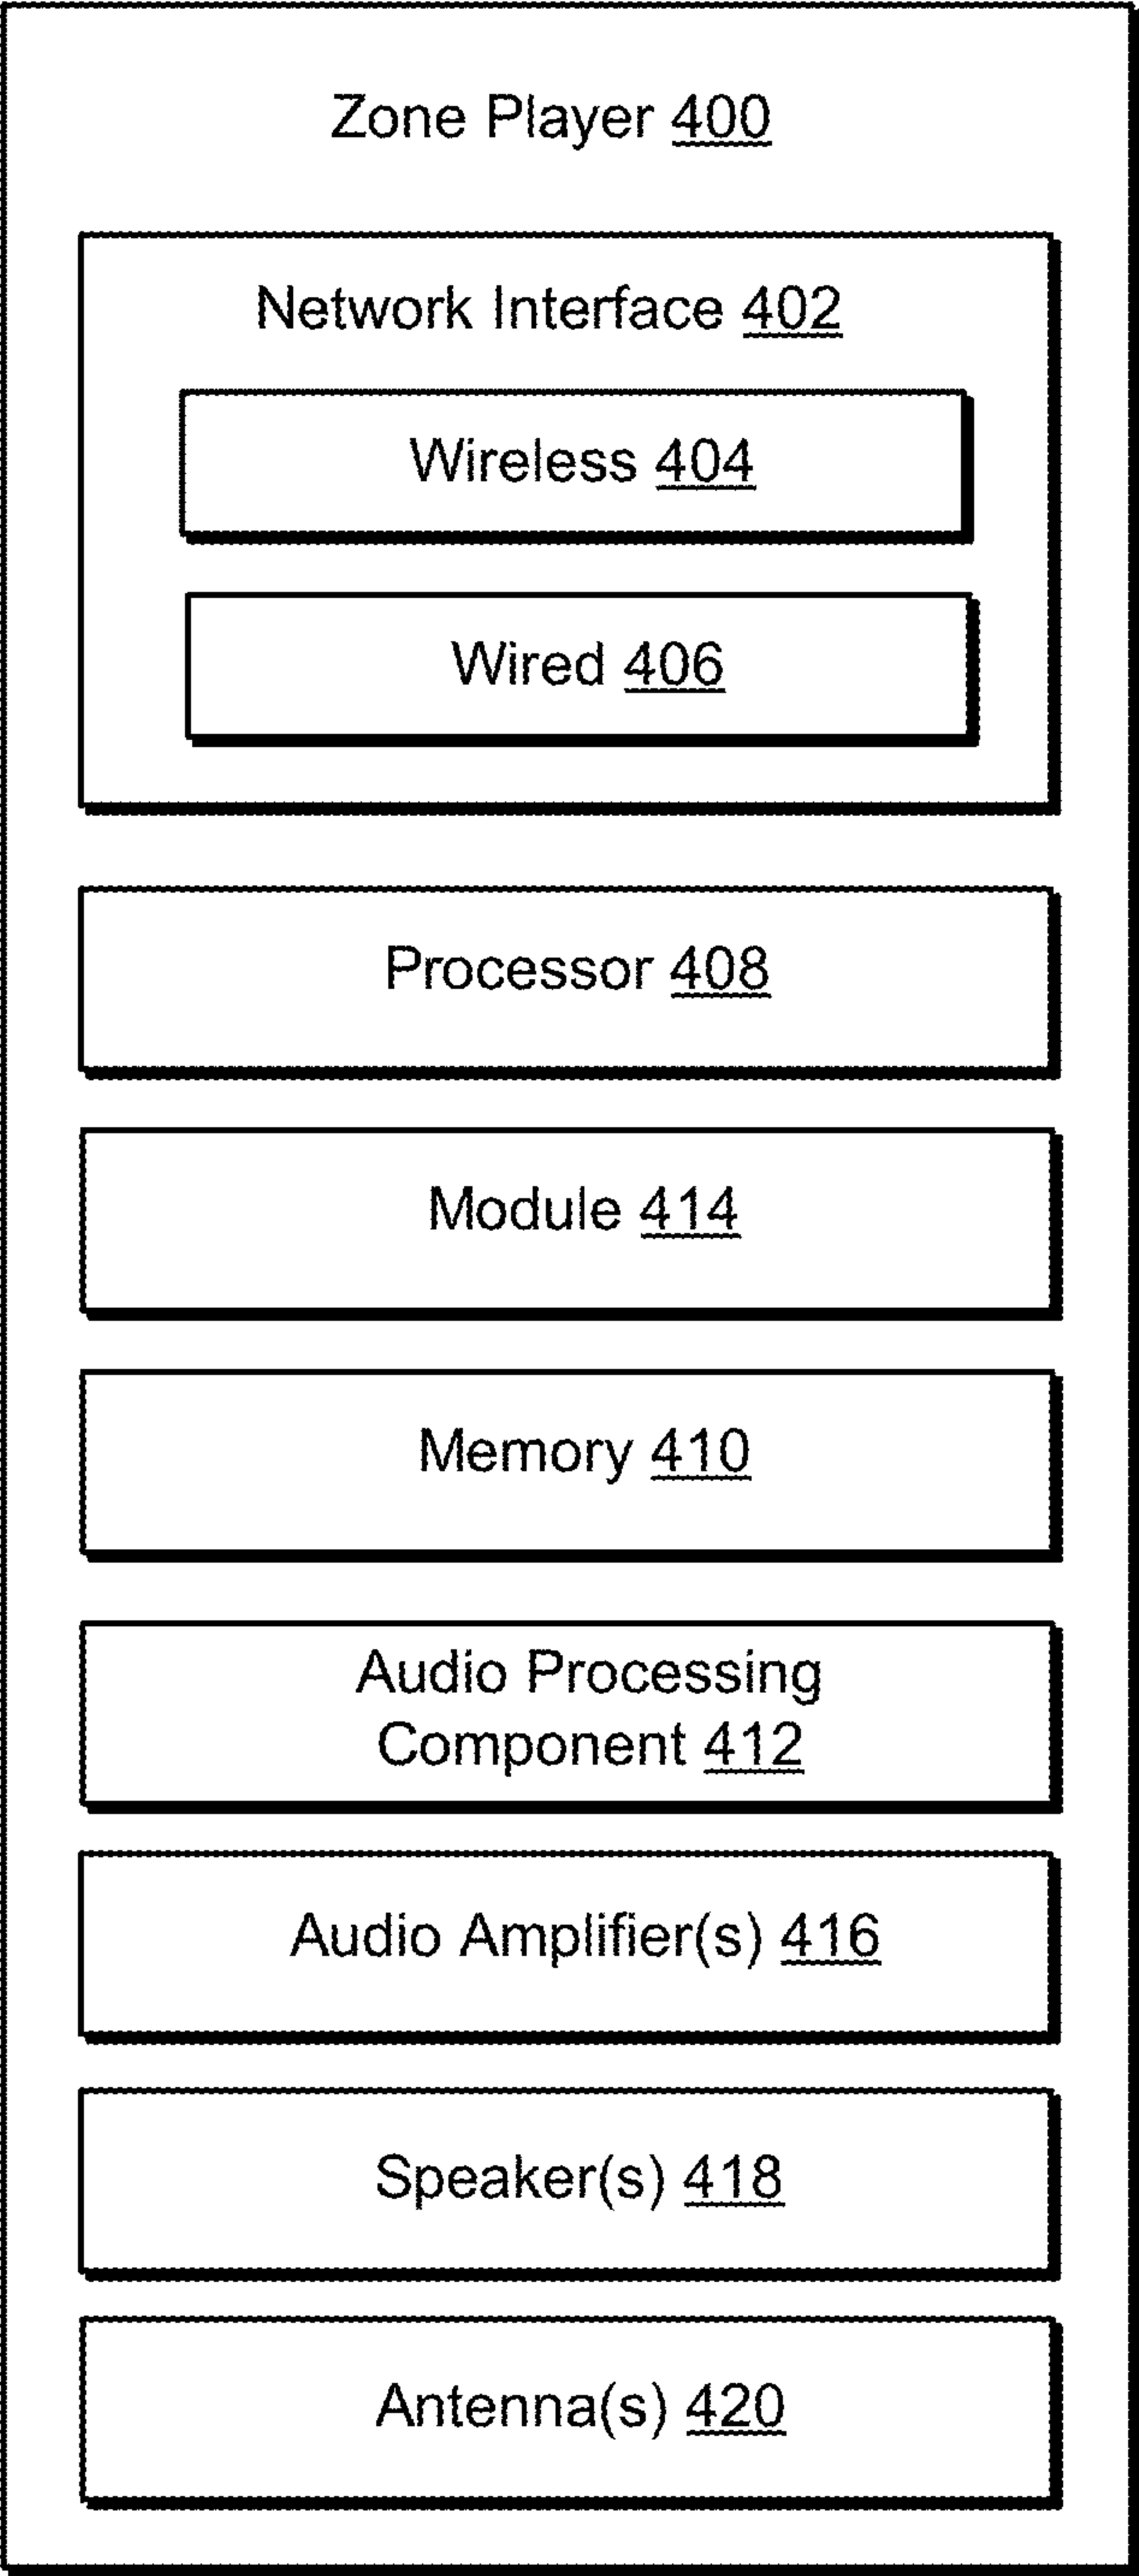 Zone Player 400
Network Interface 402
Wireless 404
Wired 406
Processor 408
Module 414
Memory 410
Audio Processing
Component 412
Audio Amplifier(s) 416
Speaker(s) 418
Antenna(s) 420